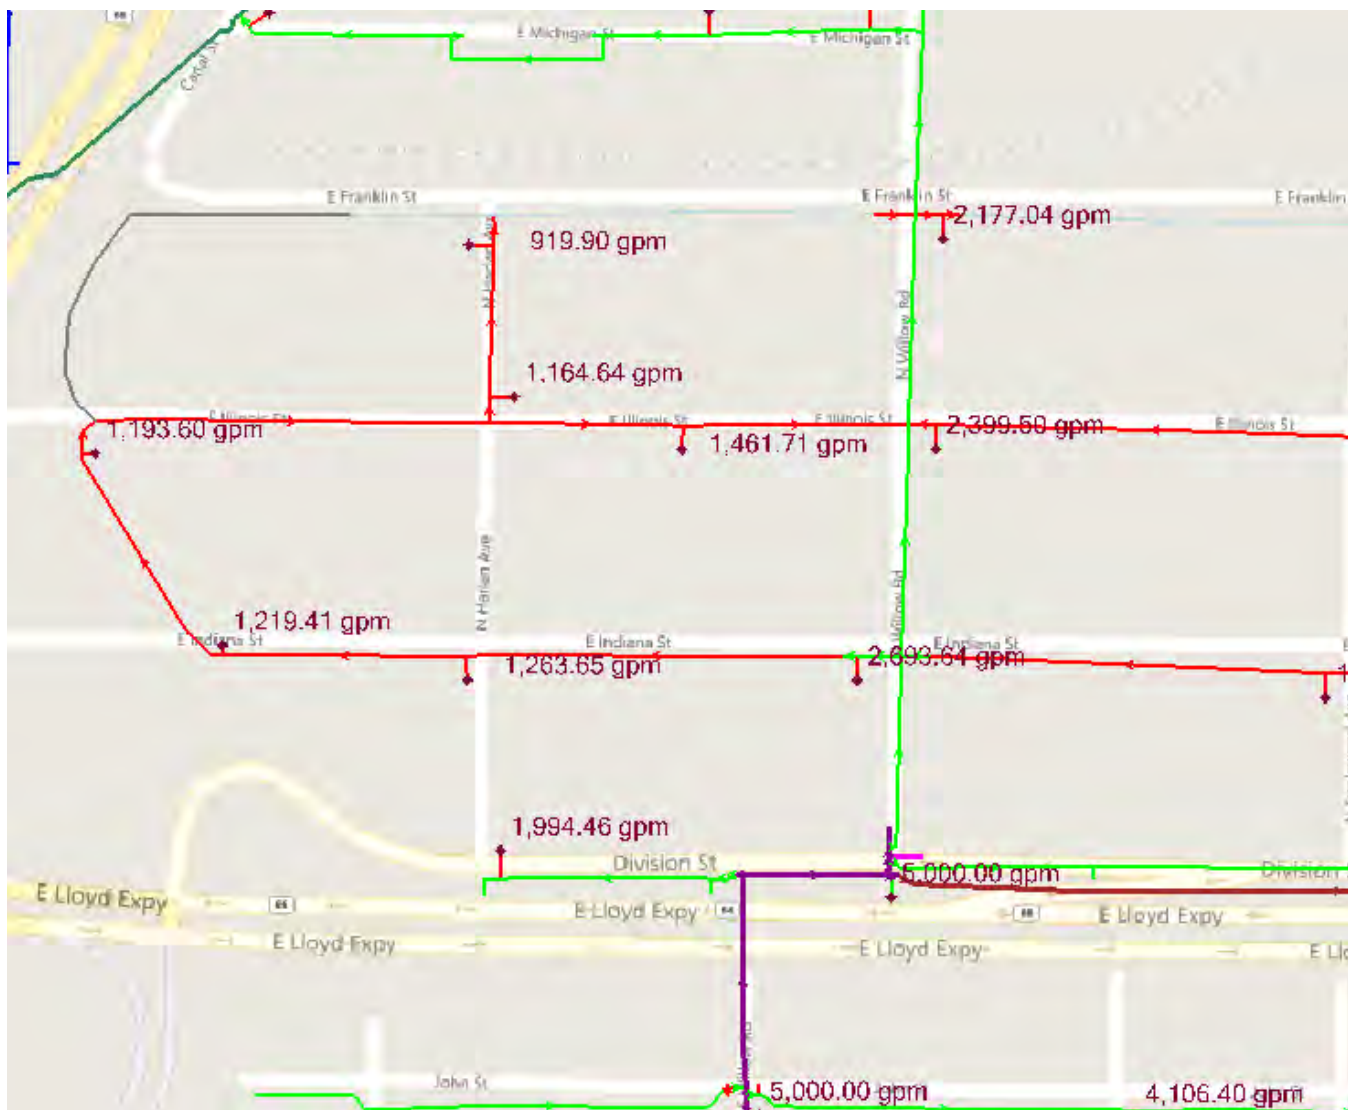 66
Canal St
E Michigan St
E Michigan St
E Franklin St
E Franklin St
E Franklin
2,177.04 gpm
919.90 gpm
N Willow Rd
1,164.64 gpm
E Illinois St
E Illinois St
E Illinois St
E Illinois St
1,193.60 gpm
1,461.71 gpm
2,399.60 gpm
N Harlan Ave
Willow Rd
1,219.41 gpm
E Indiana St
E Indiana St
E Indiana St
1,263.65 gpm
2,693.64 gpm
1,994.46 gpm
Division St
5,000.00 gpm
Division
E Lloyd Expy
66
E Lloyd Expy
66
66
E Lloyd Expy
E Lloyd Expy
E Lloyd Expy
John St
5,000.00 gpm
4,106.40 gpm